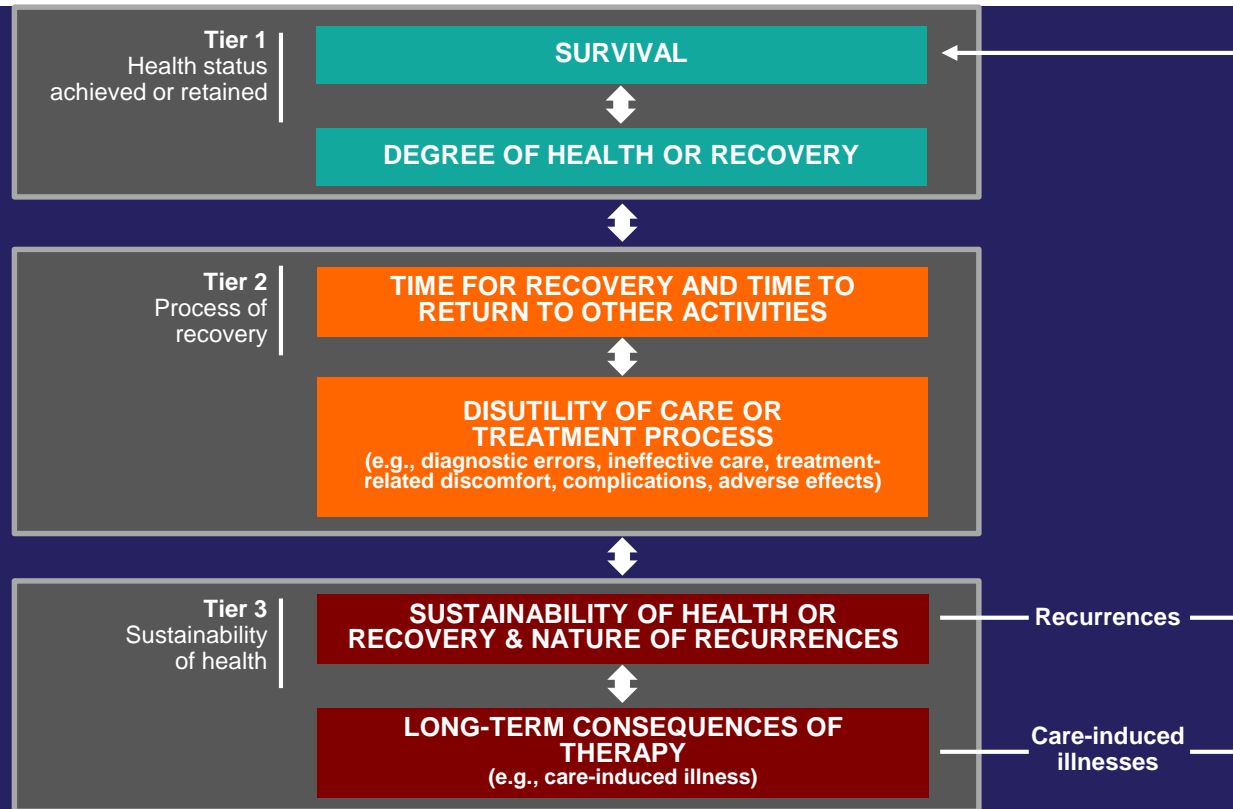 Tier 1
Health status
achieved or retained
SURVIVAL
DEGREE OF HEALTH OR RECOVERY
Tier 2
Process of
recovery
TIME FOR RECOVERY AND TIME TO
RETURN TO OTHER ACTIVITIES
DISUTILITY OF CARE OR
TREATMENT PROCESS
(e.g., diagnostic errors, ineffective care, treatment-
related discomfort, complications, adverse effects)
Tier 3
Sustainability
of health
SUSTAINABILITY OF HEALTH OR
RECOVERY & NATURE OF RECURRENCES
Recurrences
LONG-TERM CONSEQUENCES OF
THERAPY
(e.g., care-induced illness)
Care-induced
illnesses